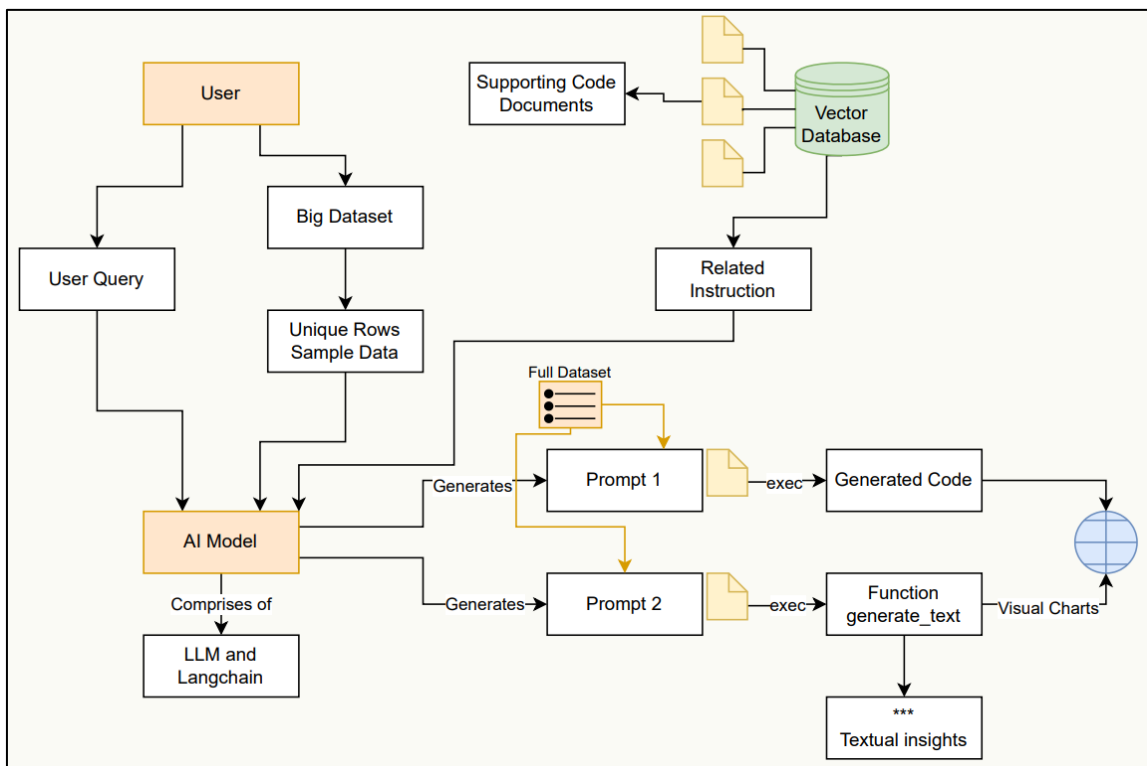 User
Supporting Code
Documents
Vector
Database
Big Dataset
User Query
Related
Instruction
Unique Rows
Sample Data
Full Dataset
Generates
Prompt 1
exec
Generated Code
AI Model
Comprises of
Generates
Prompt 2
exec
Function
generate_text
Visual Charts
LLM and
Langchain
***
Textual insights